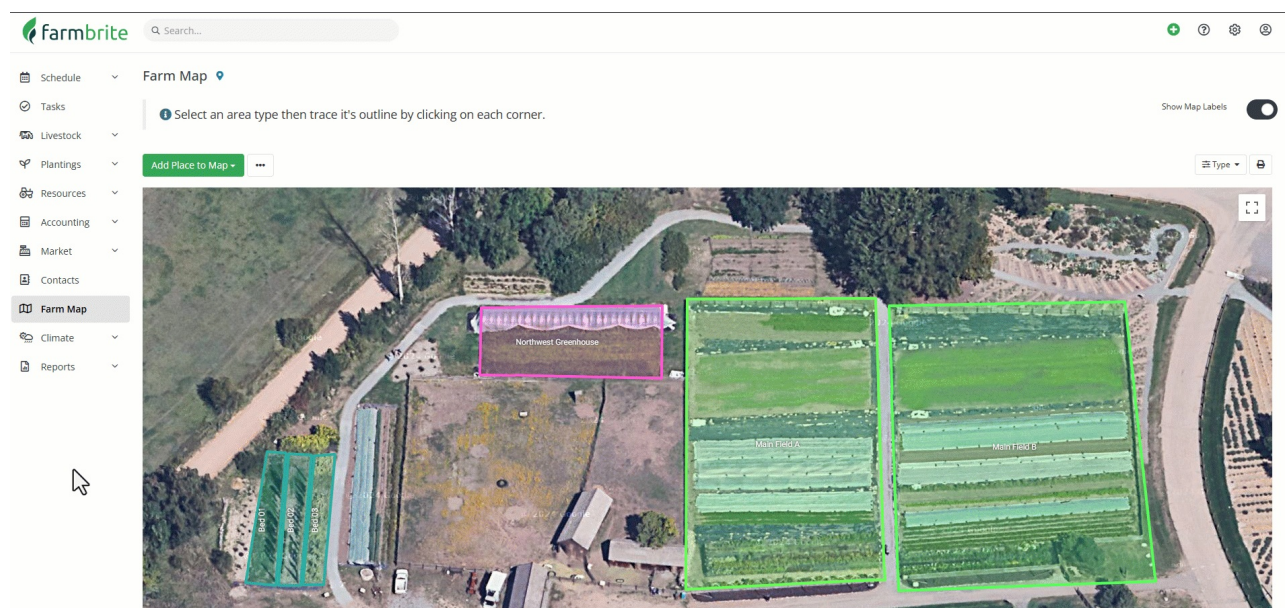 farmbrite
Search...
Schedule
Tasks
Livestock
Plantings
Resources
Accounting
Market
Contacts
Farm Map
Climate
Reports
Farm Map
Select an area type then trace it's outline by clicking on each corner.
Show Map Labels
Add Place to Map
Type
Northwest Greenhouse
Main Field A
Main Field B
Bed 01
Bed 02
Bed 03